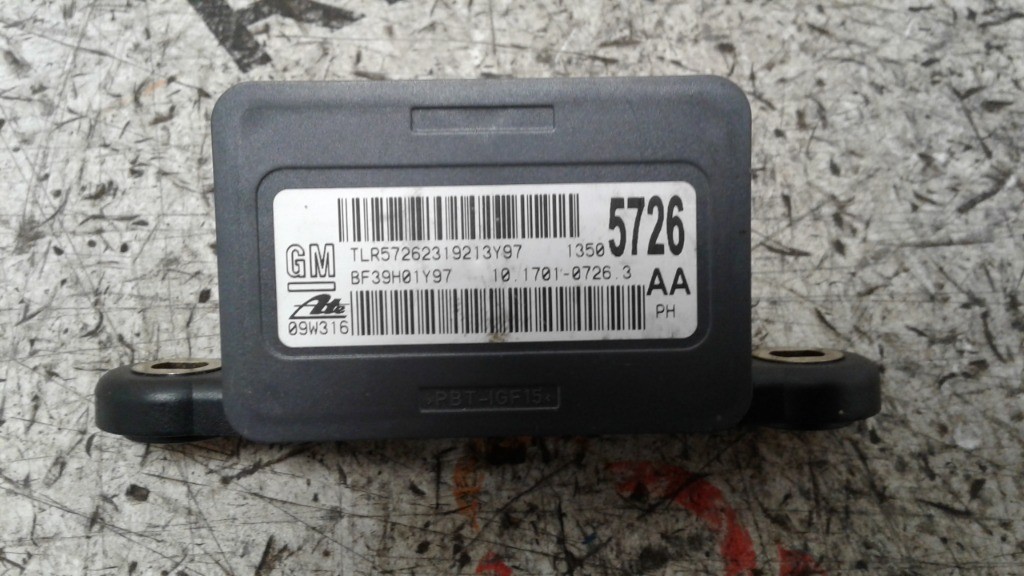 TLR57262319213Y97 1350 5726
GM BF39H01Y97 10.1701-0726.3 AA
Ate
09W316 PH
>PBT-IGF15<